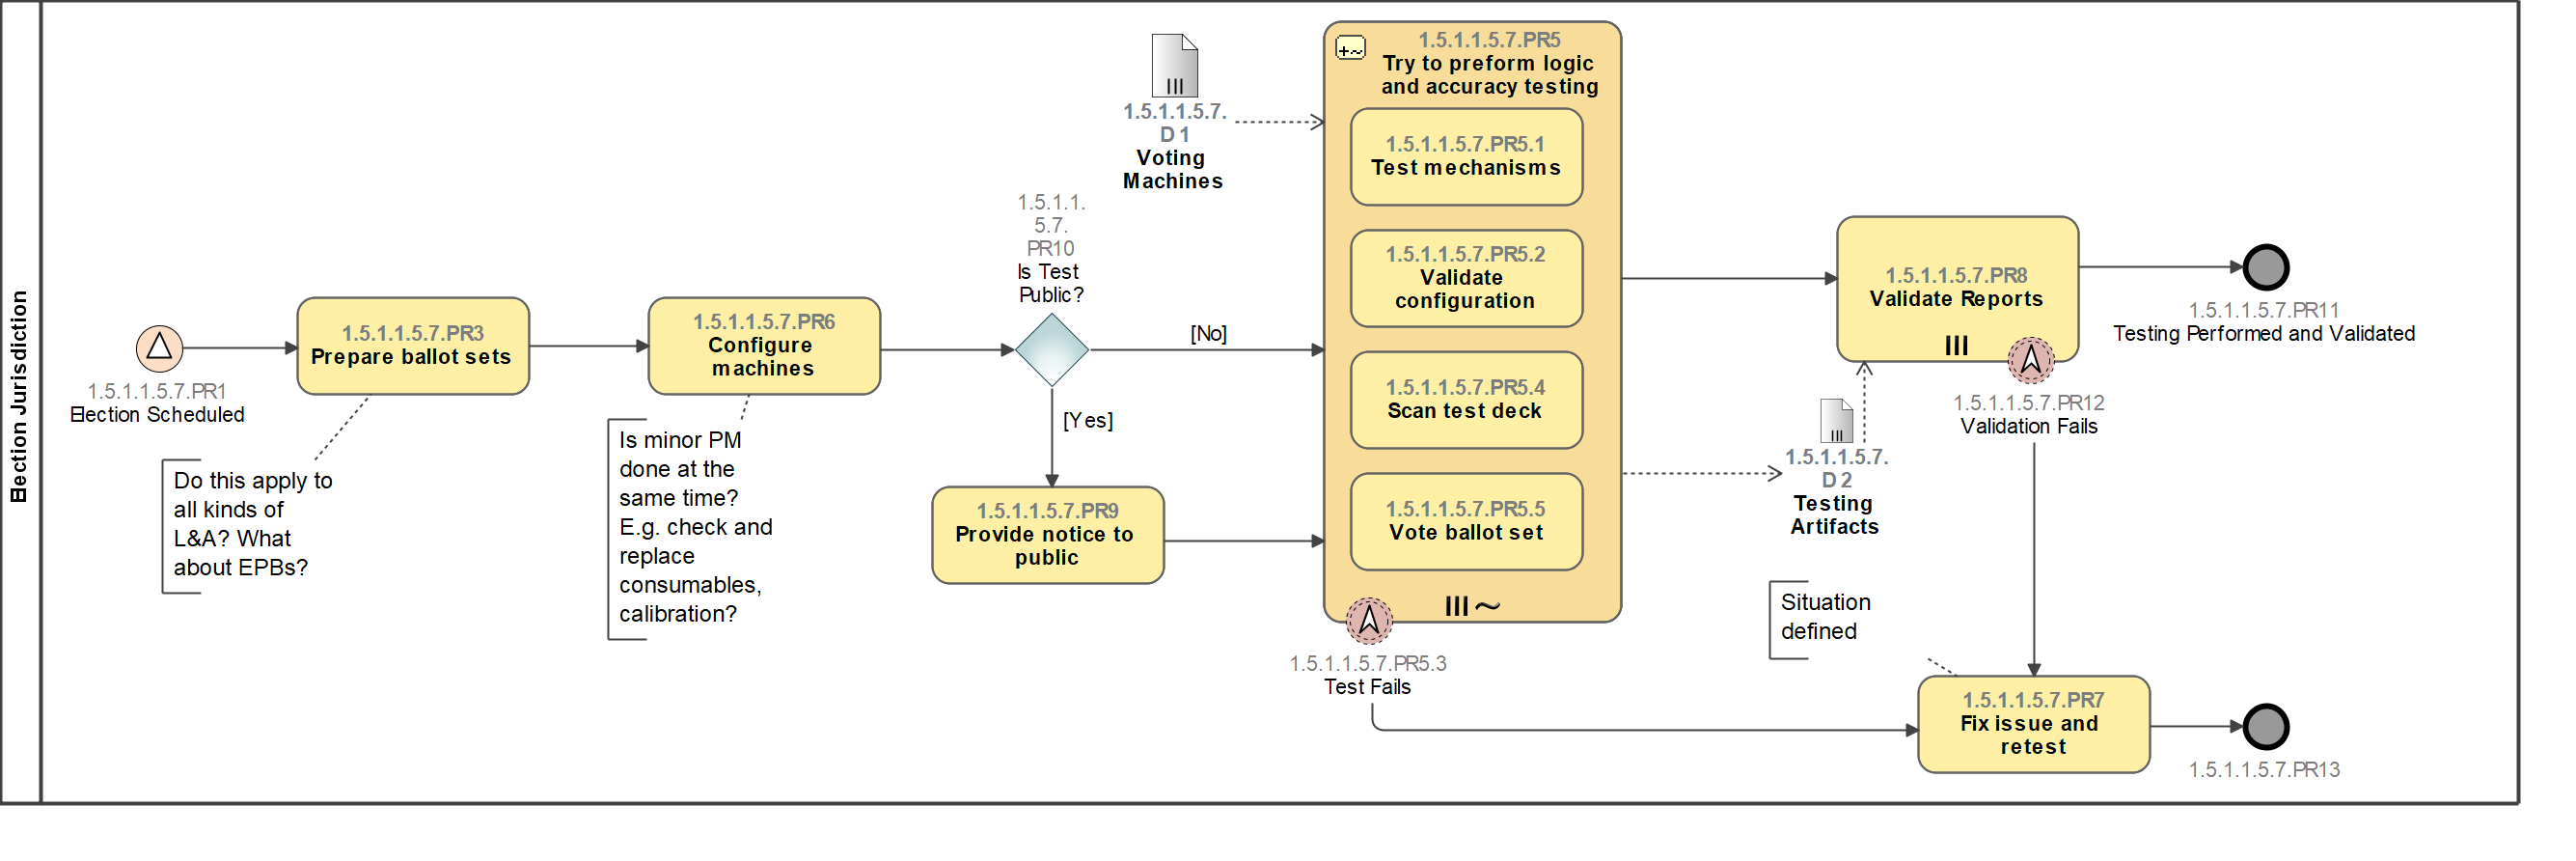 Election Jurisdiction
1.5.1.1.5.7.PR1
Election Scheduled
1.5.1.1.5.7.PR3
Prepare ballot sets
Do this apply to
all kinds of
L&A? What
about EPBs?
1.5.1.1.5.7.PR6
Configure
machines
Is minor PM
done at the
same time?
E.g. check and
replace
consumables,
calibration?
1.5.1.1.
5.7.
PR10
Is Test
Public?
[No]
[Yes]
1.5.1.1.5.7.PR9
Provide notice to
public
1.5.1.1.5.7.
D1
Voting
Machines
1.5.1.1.5.7.PR5
Try to preform logic
and accuracy testing
1.5.1.1.5.7.PR5.1
Test mechanisms
1.5.1.1.5.7.PR5.2
Validate
configuration
1.5.1.1.5.7.PR5.4
Scan test deck
1.5.1.1.5.7.PR5.5
Vote ballot set
1.5.1.1.5.7.PR5.3
Test Fails
1.5.1.1.5.7.PR8
Validate Reports
1.5.1.1.5.7.
D2
Testing
Artifacts
1.5.1.1.5.7.PR12
Validation Fails
1.5.1.1.5.7.PR11
Testing Performed and Validated
Situation
defined
1.5.1.1.5.7.PR7
Fix issue and
retest
1.5.1.1.5.7.PR13